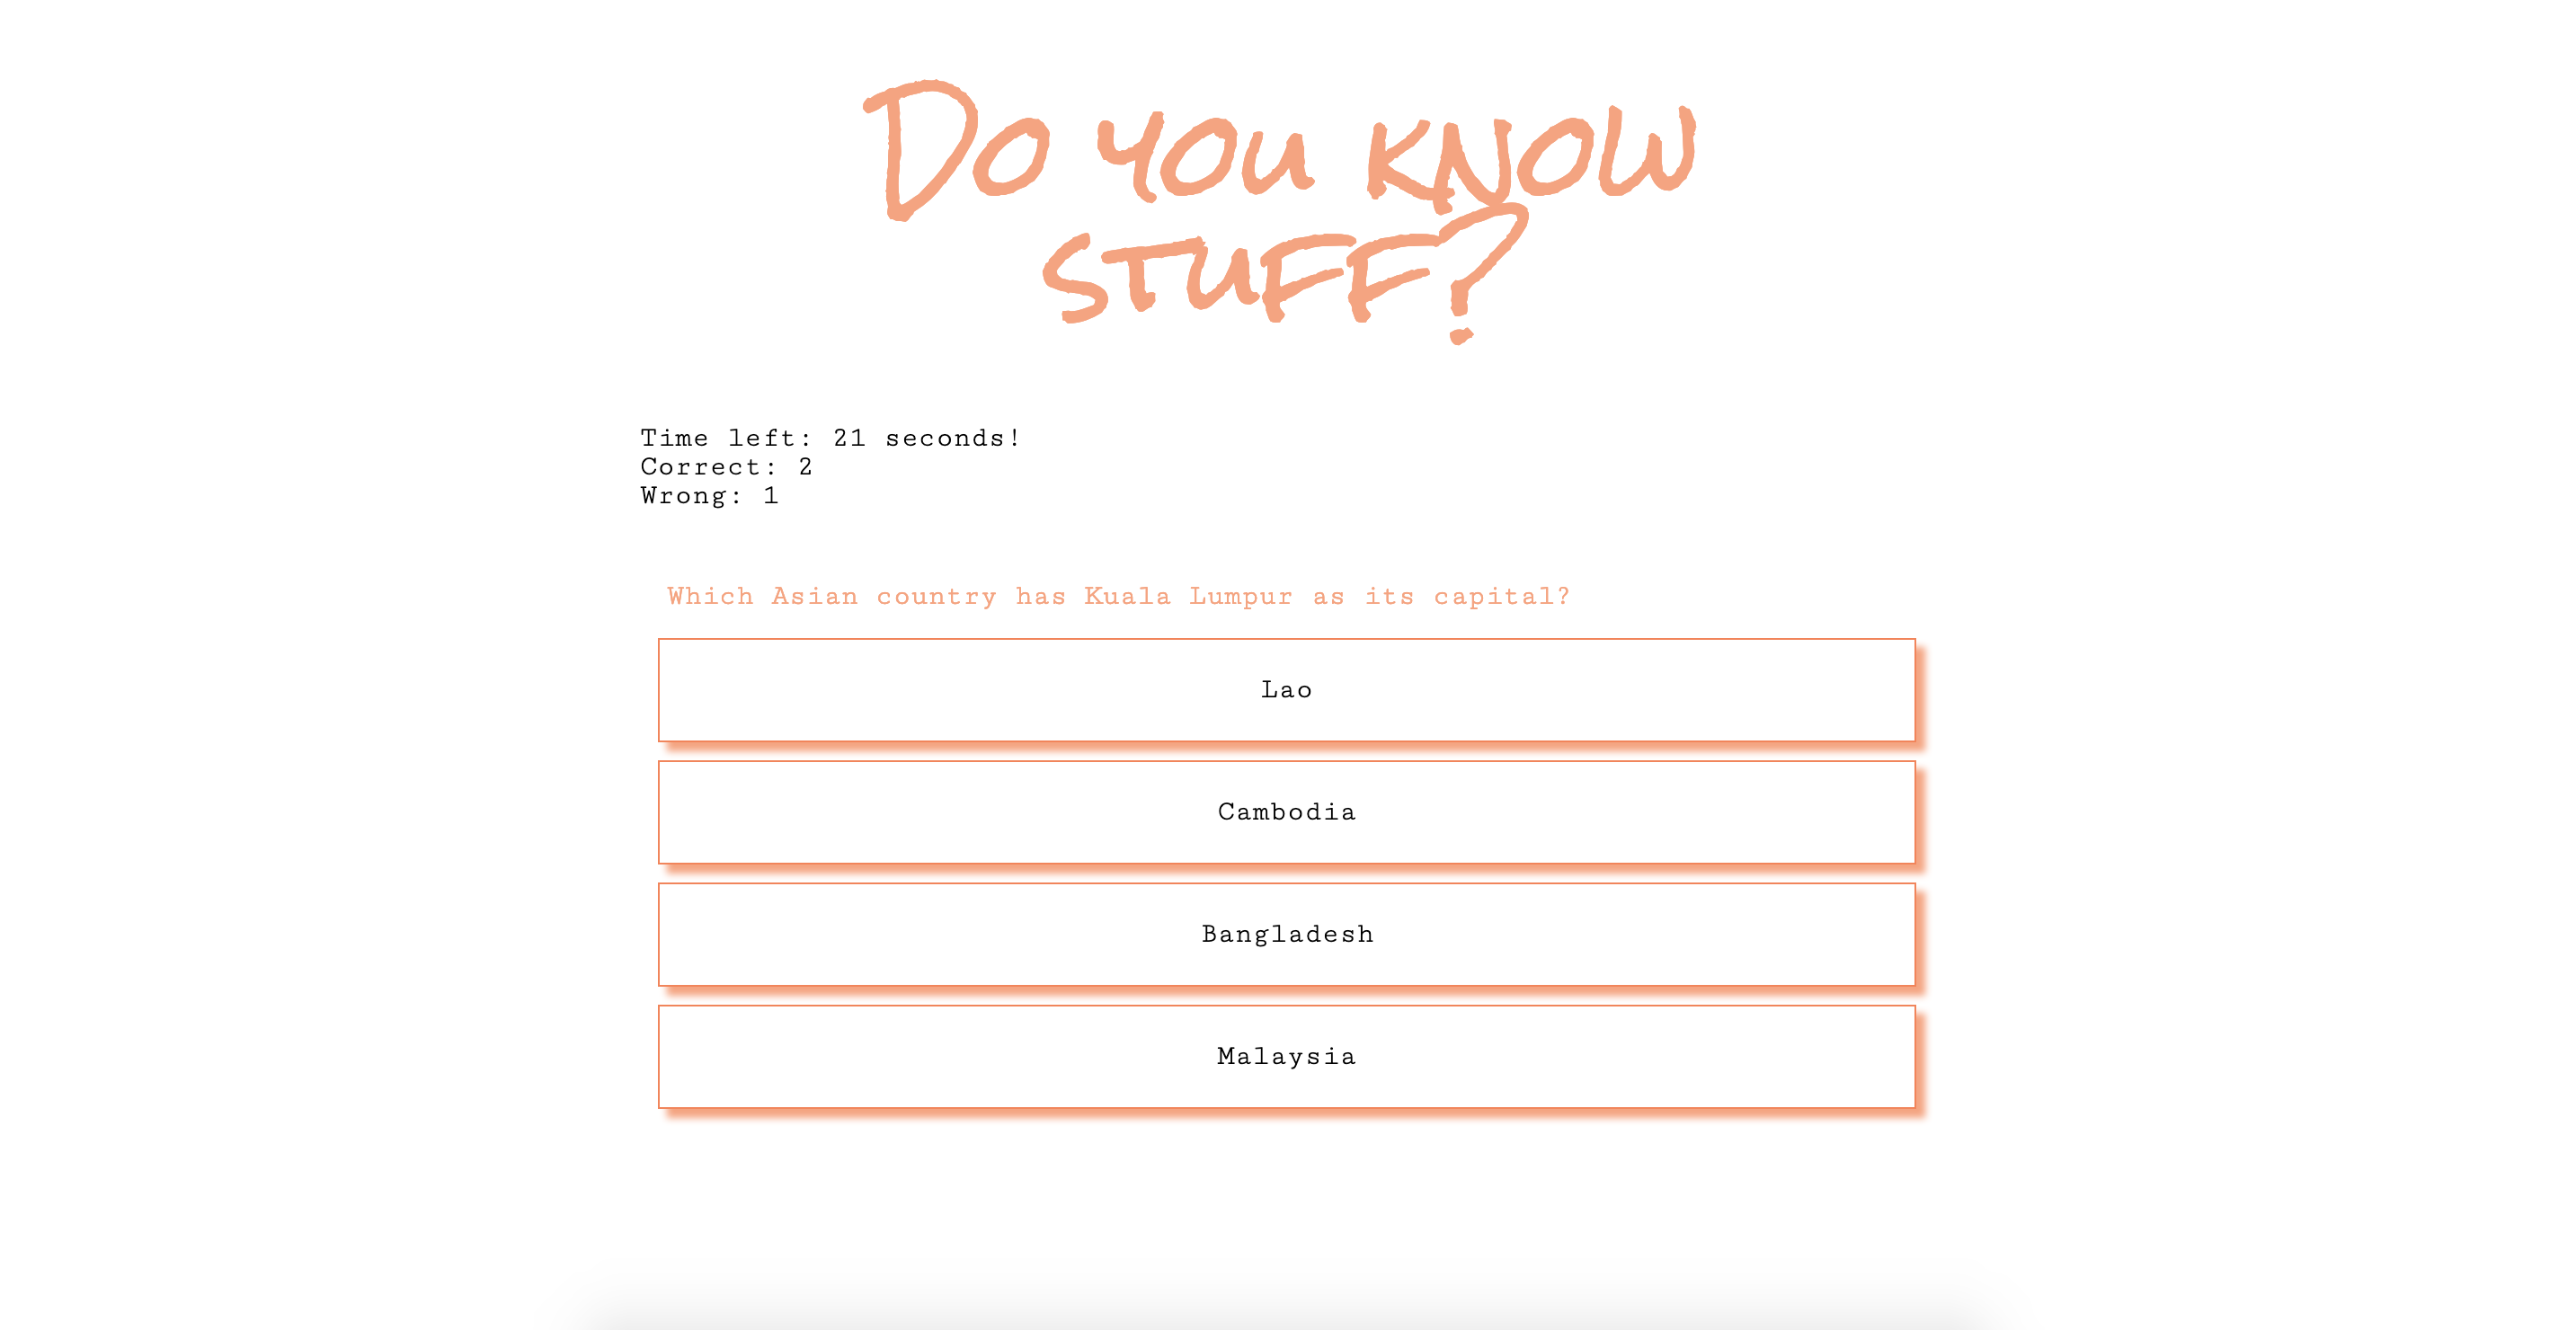 Do you know
stuff?
Time left: 21 seconds!
Correct: 2
Wrong: 1
Which Asian country has Kuala Lumpur as its capital?
Lao
Cambodia
Bangladesh
Malaysia